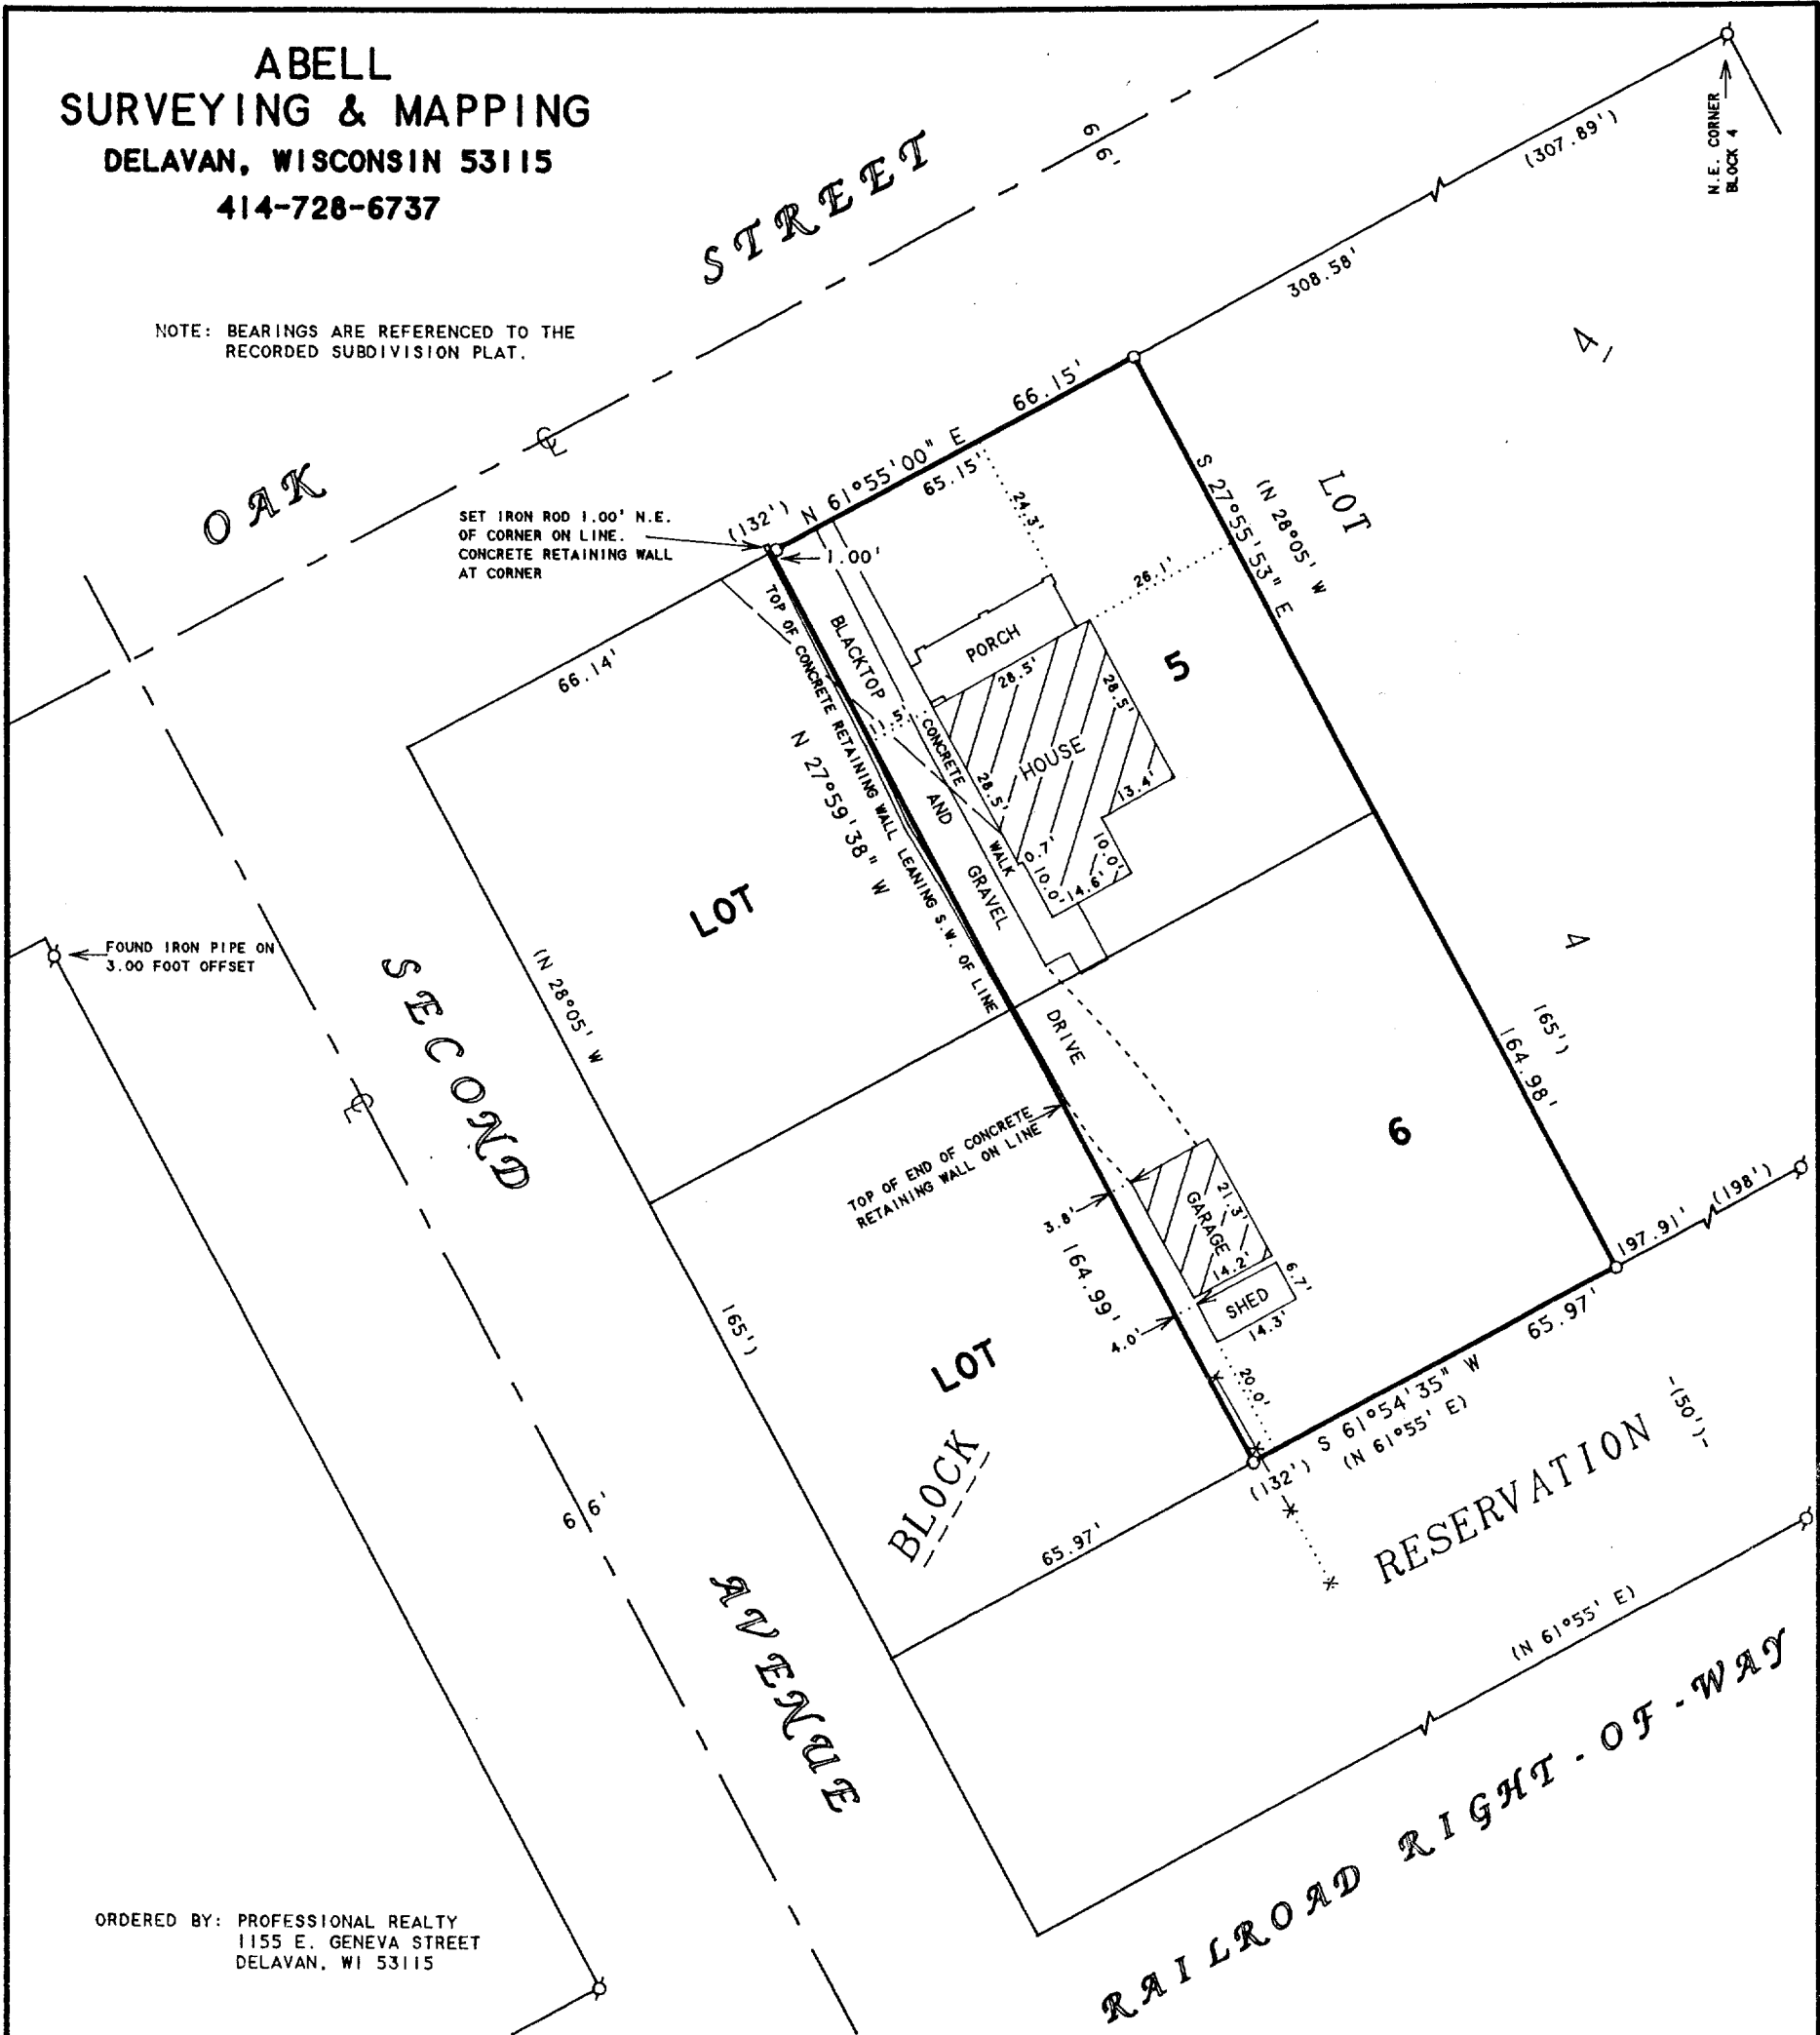 ABELL
SURVEYING & MAPPING
DELAVAN, WISCONSIN 53115
414-728-6737
NOTE: BEARINGS ARE REFERENCED TO THE
RECORDED SUBDIVISION PLAT.
OAK STREET
℄
66'
N.E. CORNER
BLOCK 4
(307.89')
308.58'
66.15'
(132') N 61°55'00" E
65.15'
SET IRON ROD 1.00' N.E.
OF CORNER ON LINE.
CONCRETE RETAINING WALL
AT CORNER
1.00'
24.3'
26.1'
S 27°55'53" E
(N 28°05' W
LOT
4
66.14'
TOP OF CONCRETE RETAINING WALL LEANING S.W. OF LINE
BLACKTOP AND GRAVEL DRIVE
11.5'
CONCRETE WALK
PORCH
28.5'
28.5'
HOUSE
28.5'
13.4'
0.7'
10.0'
10.0'
14.6'
5
N 27°59'38" W
LOT
FOUND IRON PIPE ON
3.00 FOOT OFFSET
SECOND AVENUE
℄
66'
(N 28°05' W
165')
4
165')
164.98'
6
TOP OF END OF CONCRETE
RETAINING WALL ON LINE
3.8'
164.99'
4.0'
GARAGE
21.3'
14.2'
6.7'
SHED
14.3'
20.0'
197.91'
(198')
65.97'
LOT
BLOCK
65.97'
(132')
S 61°54'35" W
(N 61°55' E)
RESERVATION
-(50')-
(N 61°55' E)
RAILROAD RIGHT-OF-WAY
ORDERED BY: PROFESSIONAL REALTY
1155 E. GENEVA STREET
DELAVAN, WI 53115